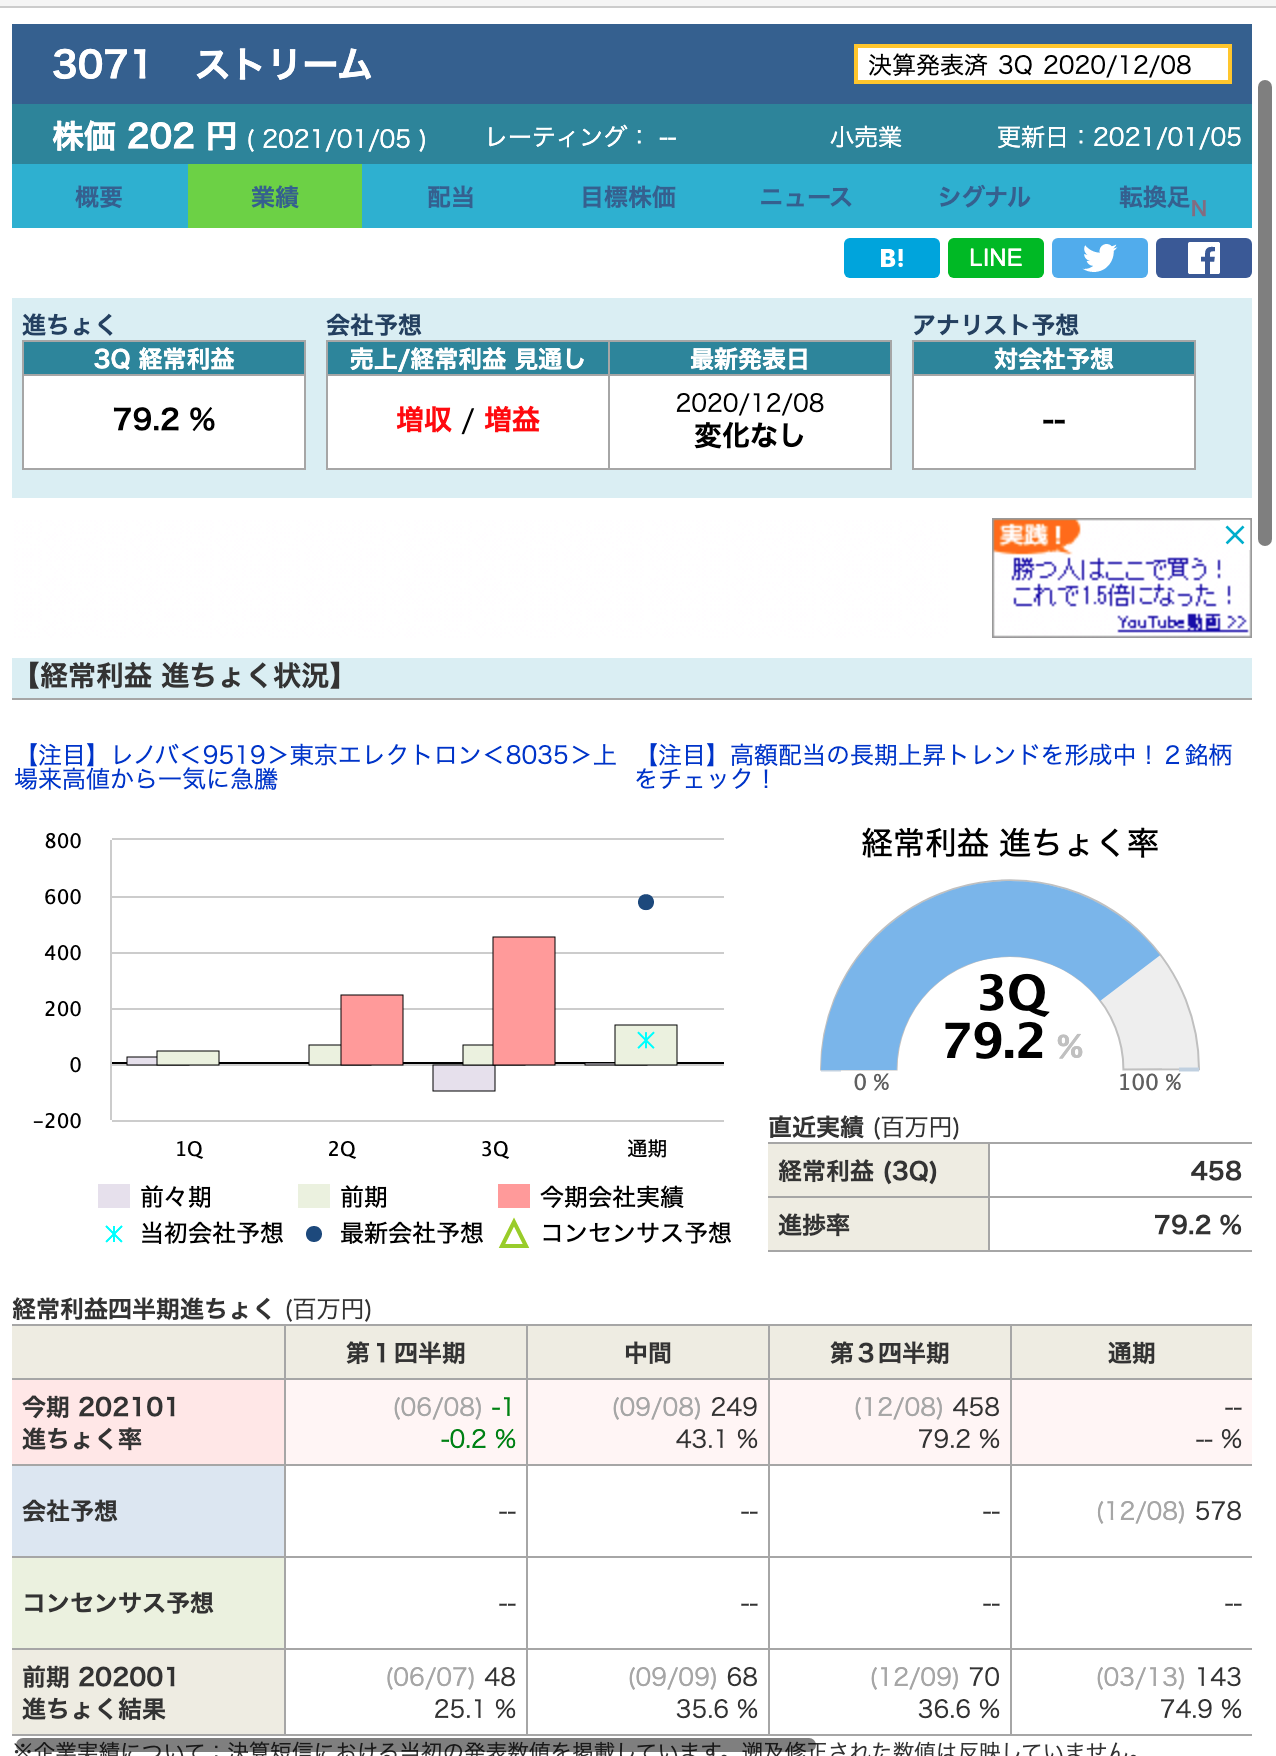 3071 ストリーム
決算発表済 3Q 2020/12/08
株価 202 円 ( 2021/01/05 ) レーティング： -- 小売業 更新日：2021/01/05
概要 業績 配当 目標株価 ニュース シグナル 転換足N
B! LINE
進ちょく 会社予想 アナリスト予想
3Q 経常利益 売上/経常利益 見通し 最新発表日 対会社予想
79.2 % 増収 / 増益 2020/12/08 --
変化なし
実践！
勝つ人はここで買う！
これで1.5倍になった！
YouTube動画 >>
【経常利益 進ちょく状況】
【注目】レノバ＜9519＞東京エレクトロン＜8035＞上
場来高値から一気に急騰
【注目】高額配当の長期上昇トレンドを形成中！２銘柄
をチェック！
800
600
400
200
0
-200
1Q 2Q 3Q 通期
前々期 前期 今期会社実績
当初会社予想 最新会社予想 コンセンサス予想
経常利益 進ちょく率
3Q
79.2 %
0 % 100 %
直近実績 (百万円)
経常利益 (3Q) 458
進捗率 79.2 %
経常利益四半期進ちょく (百万円)
第１四半期 中間 第３四半期 通期
今期 202101 (06/08) -1 (09/08) 249 (12/08) 458 --
進ちょく率 -0.2 % 43.1 % 79.2 % -- %
会社予想 -- -- -- (12/08) 578
コンセンサス予想 -- -- -- --
前期 202001 (06/07) 48 (09/09) 68 (12/09) 70 (03/13) 143
進ちょく結果 25.1 % 35.6 % 36.6 % 74.9 %
※企業実績について：決算短信における当初の発表数値を掲載しています。遡及修正された数値は反映していません。